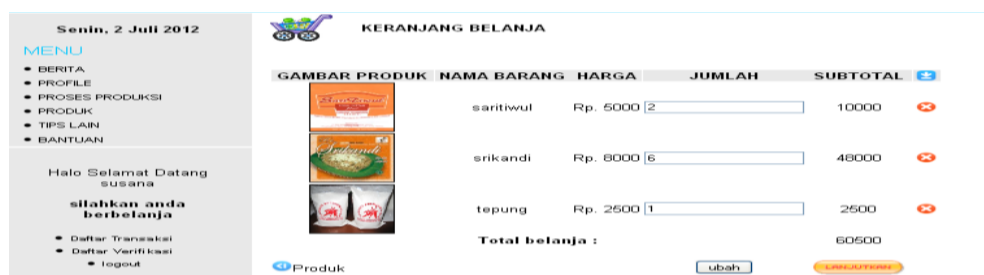 Senin, 2 Juli 2012
MENU
BERITA
PROFILE
PROSES PRODUKSI
PRODUK
TIPS LAIN
BANTUAN
Halo Selamat Datang
susana
silahkan anda
berbelanja
Daftar Transaksi
Daftar Verifikasi
logout
KERANJANG BELANJA
GAMBAR PRODUK NAMA BARANG HARGA JUMLAH SUBTOTAL
saritiwul Rp. 5000 2 10000
Srikandi
srikandi Rp. 8000 6 48000
tepung Rp. 2500 1 2500
Total belanja : 60500
Produk ubah LANJUTKAN